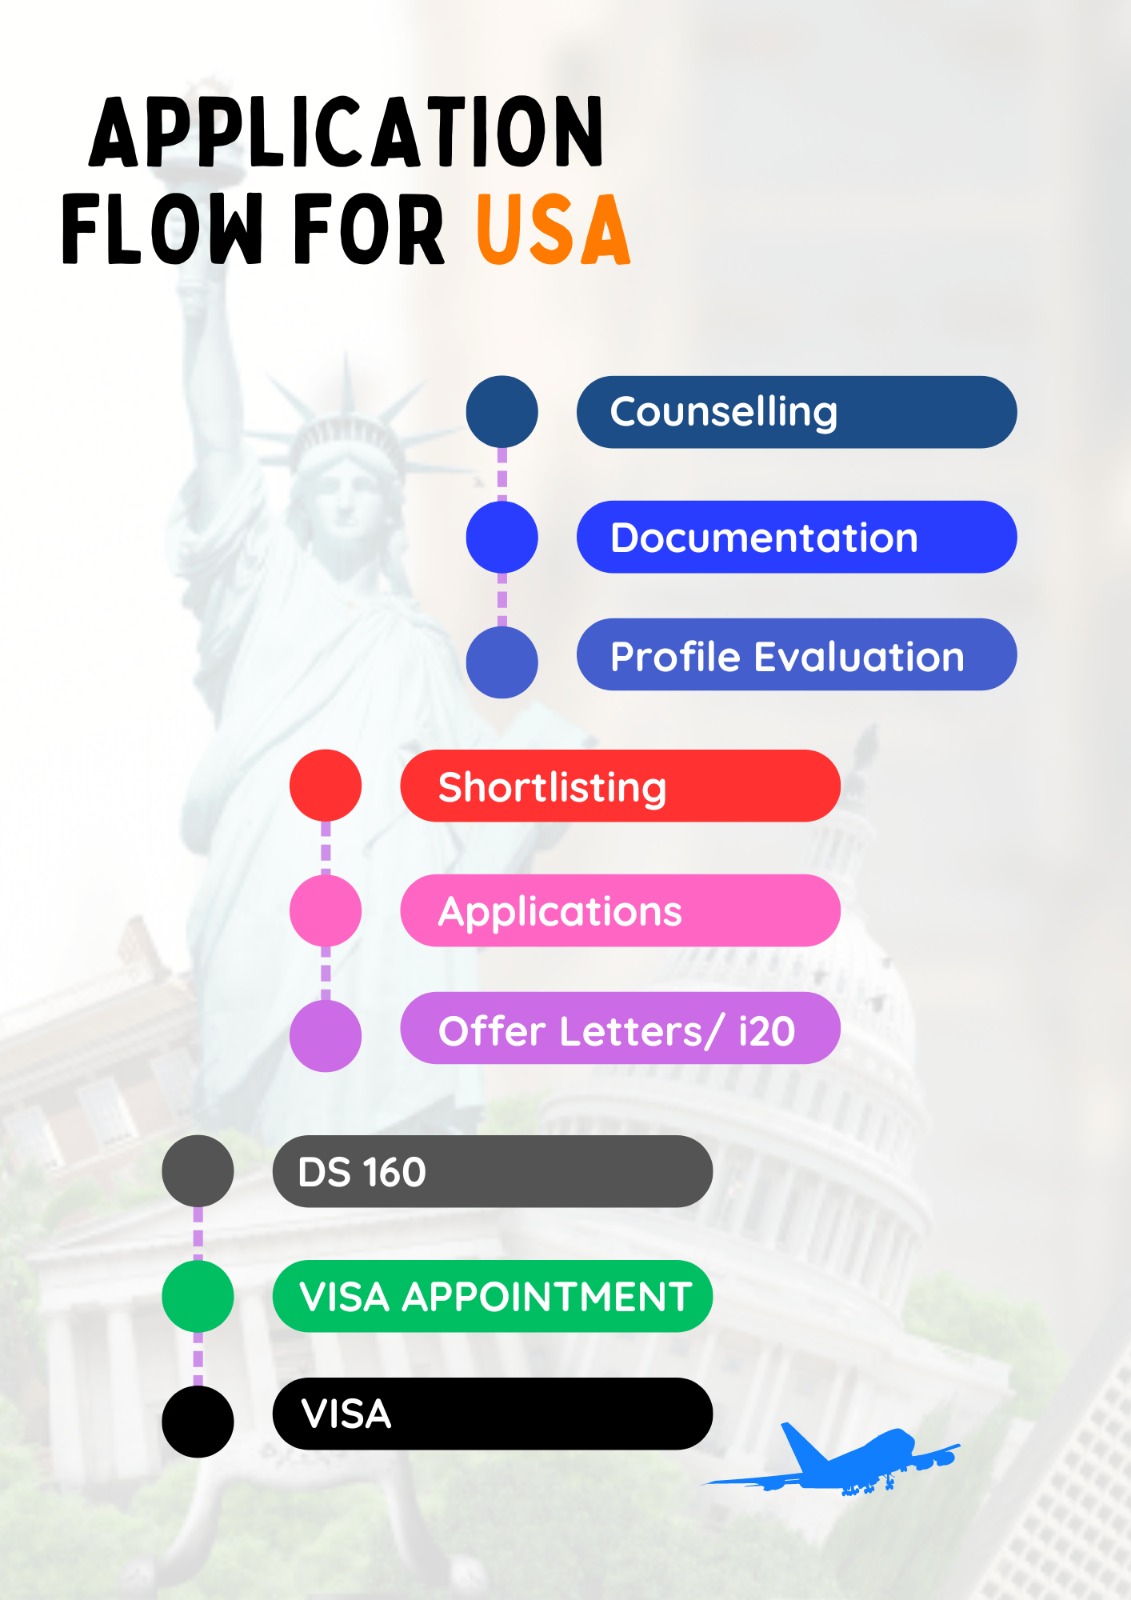 APPLICATION
FLOW FOR USA
Counselling
Documentation
Profile Evaluation
Shortlisting
Applications
Offer Letters/ i20
DS 160
VISA APPOINTMENT
VISA